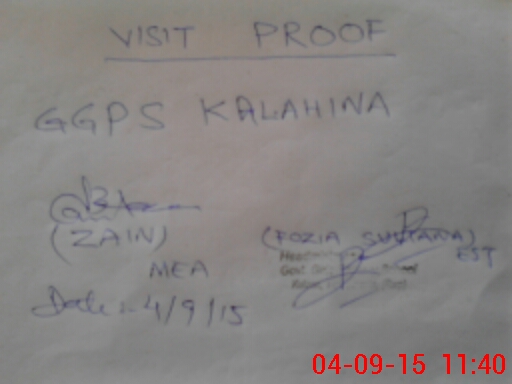 VISIT PROOF
GGPS KALAHINA
(ZAIN)
MEA
(FOZIA SULTANA)
EST
Date:- 4/9/15
04-09-15 11:40